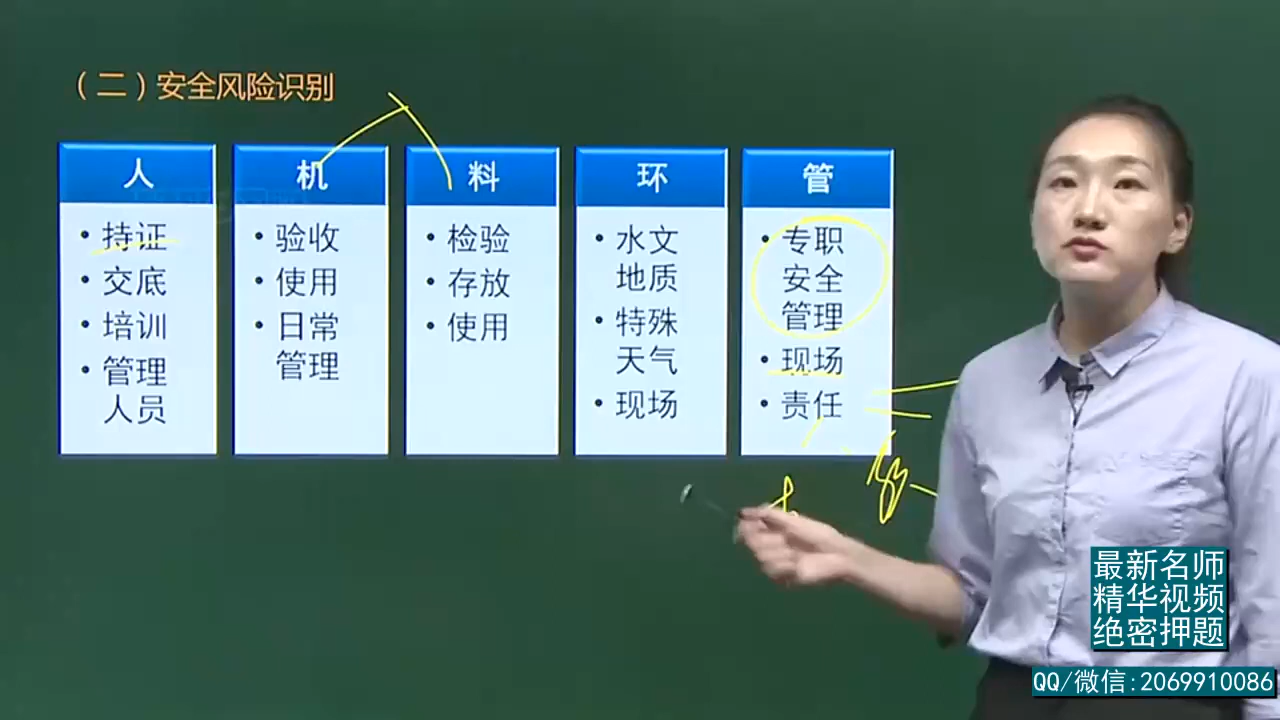 （二）安全风险识别
人
• 持证
• 交底
• 培训
• 管理
人员
机
• 验收
• 使用
• 日常
管理
料
• 检验
• 存放
• 使用
环
• 水文
地质
• 特殊
天气
• 现场
管
• 专职
安全
管理
• 现场
• 责任
最新名师
精华视频
绝密押题
QQ/微信:2069910086